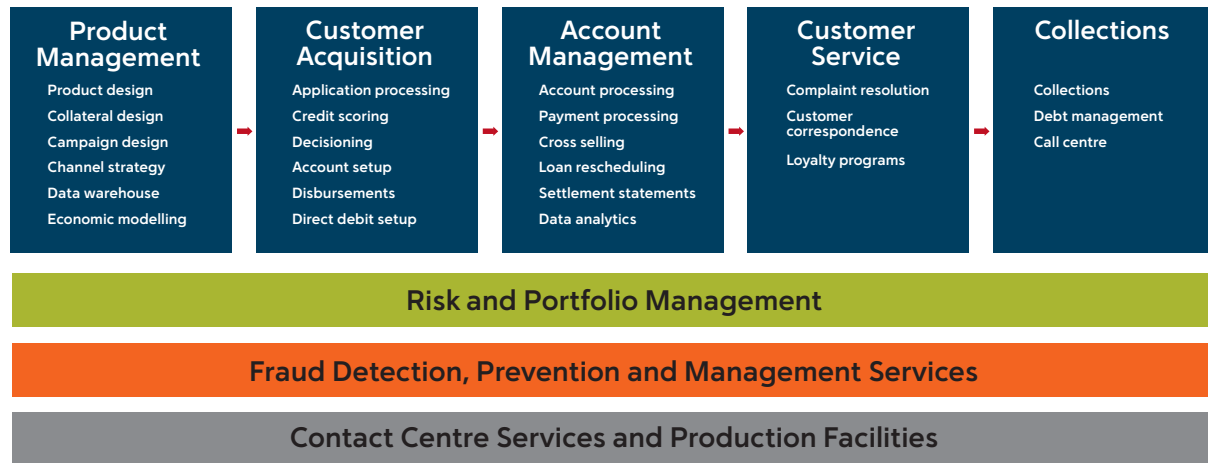 Product
Management
Product design
Collateral design
Campaign design
Channel strategy
Data warehouse
Economic modelling
Customer
Acquisition
Application processing
Credit scoring
Decisioning
Account setup
Disbursements
Direct debit setup
Account
Management
Account processing
Payment processing
Cross selling
Loan rescheduling
Settlement statements
Data analytics
Customer
Service
Complaint resolution
Customer
correspondence
Loyalty programs
Collections
Collections
Debt management
Call centre
Risk and Portfolio Management
Fraud Detection, Prevention and Management Services
Contact Centre Services and Production Facilities